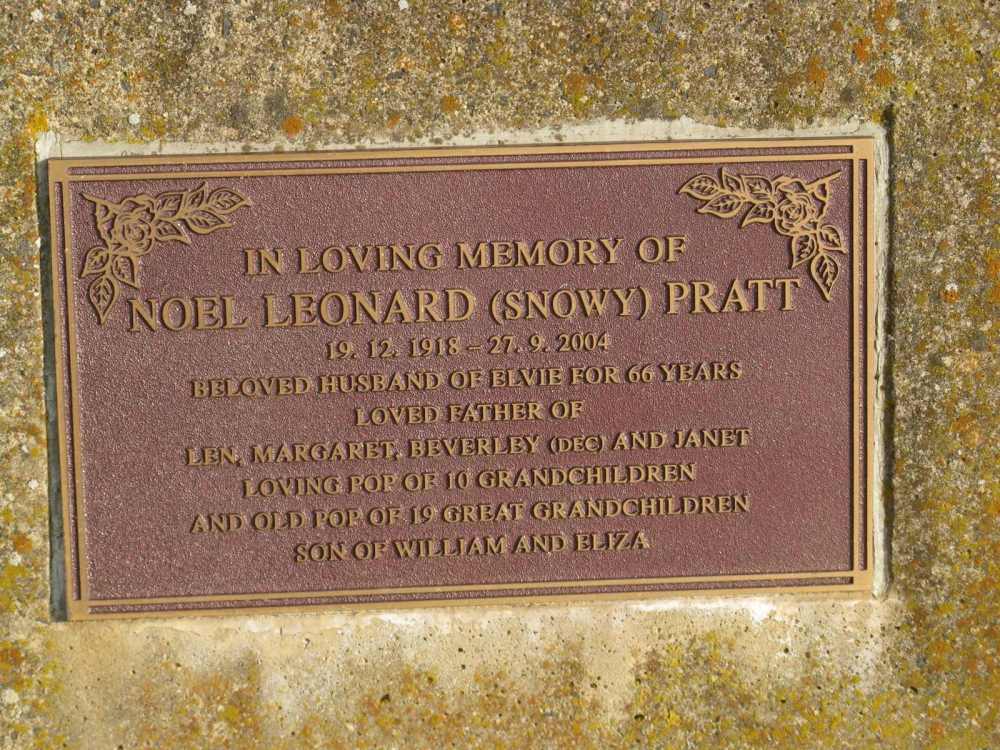 IN LOVING MEMORY OF
NOEL LEONARD (SNOWY) PRATT
19. 12. 1918 – 27. 9. 2004
BELOVED HUSBAND OF ELVIE FOR 66 YEARS
LOVED FATHER OF
LEN, MARGARET, BEVERLEY (DEC) AND JANET
LOVING POP OF 10 GRANDCHILDREN
AND OLD POP OF 19 GREAT GRANDCHILDREN
SON OF WILLIAM AND ELIZA